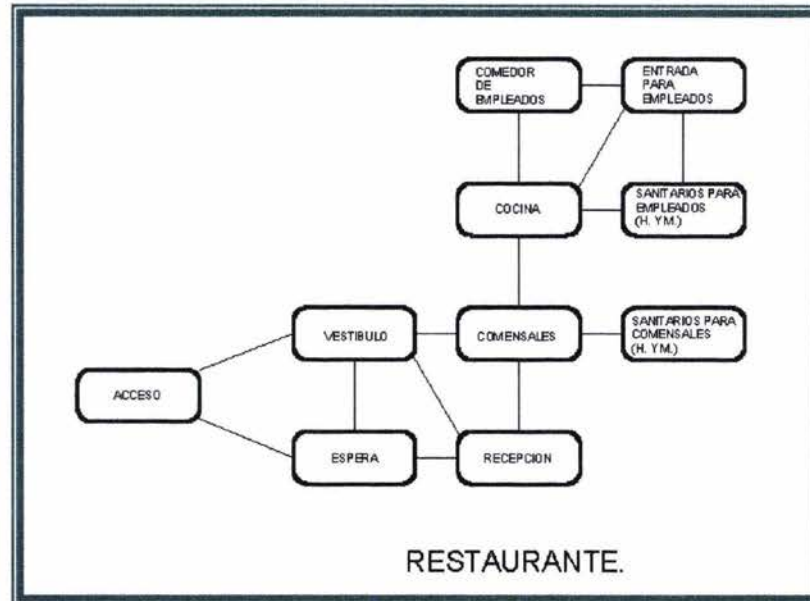 COMEDOR
DE
EMPLEADOS
ENTRADA
PARA
EMPLEADOS
COCINA
SANITARIOS PARA
EMPLEADOS
(H. Y M.)
VESTIBULO
COMENSALES
SANITARIOS PARA
COMENSALES
(H. Y M.)
ACCESO
ESPERA
RECEPCION
RESTAURANTE.